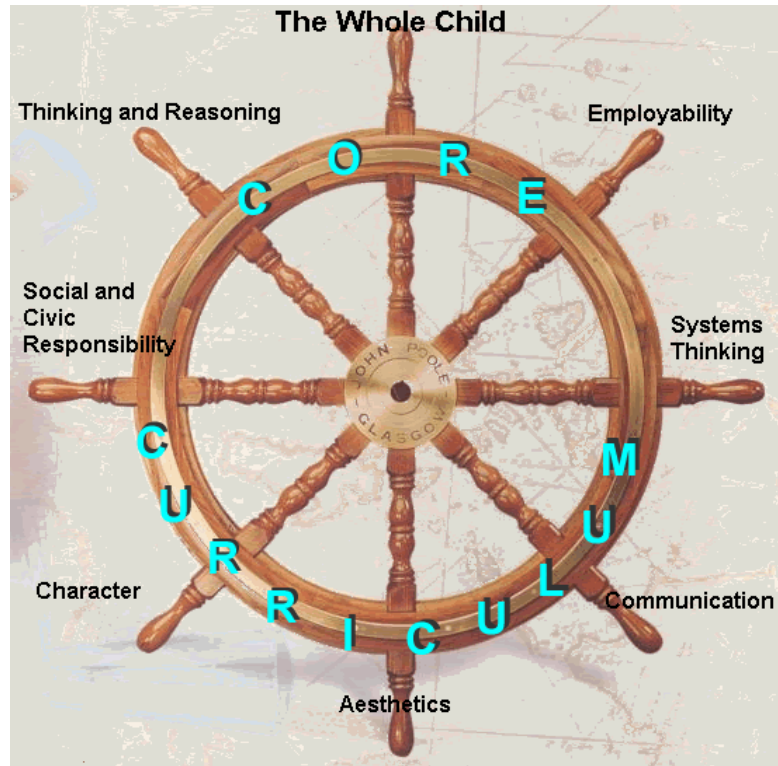 The Whole Child
Thinking and Reasoning
Employability
CORE
Social and
Civic
Responsibility
Systems
Thinking
JOHN POOLE
GLASGOW
CURRICULUM
Character
Communication
Aesthetics